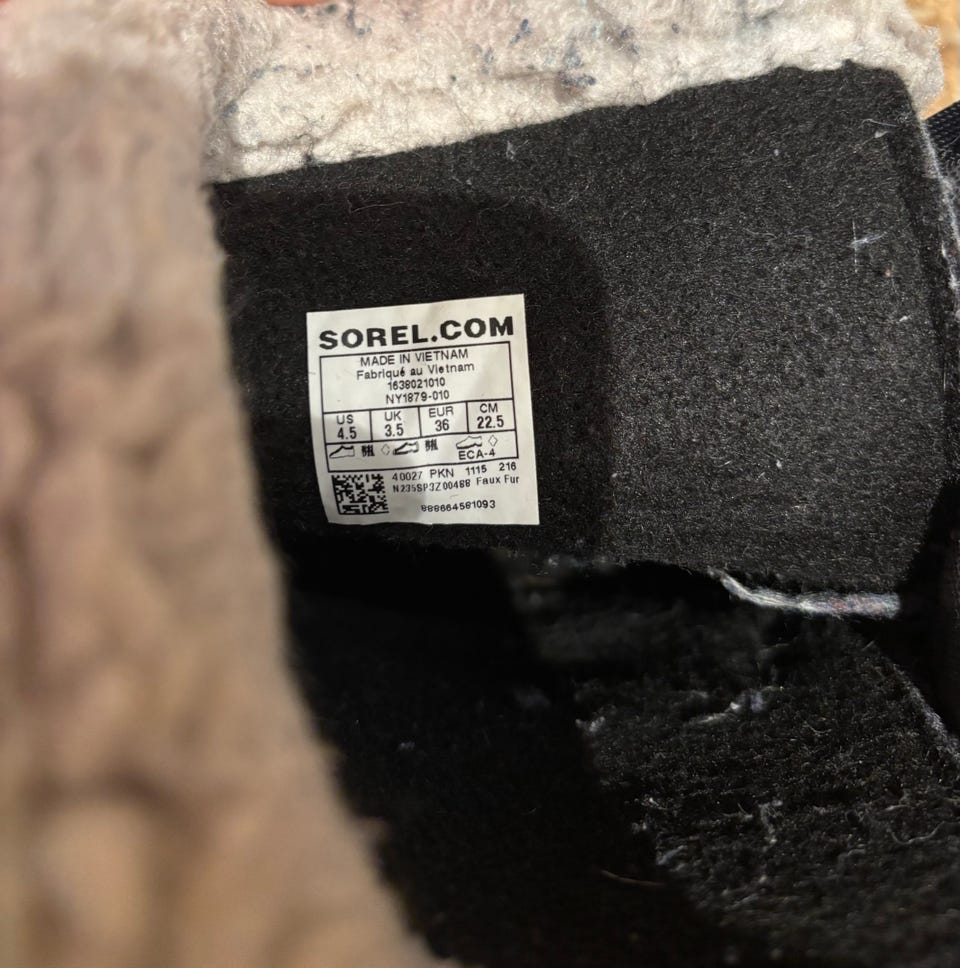 SOREL.COM
MADE IN VIETNAM
Fabriqué au Vietnam
1638021010
NY1879-010
US UK EUR CM
4.5 3.5 36 22.5
ECA-4
40027 PKN 1115 216
N235SP3Z00488 Faux Fur
888664581093